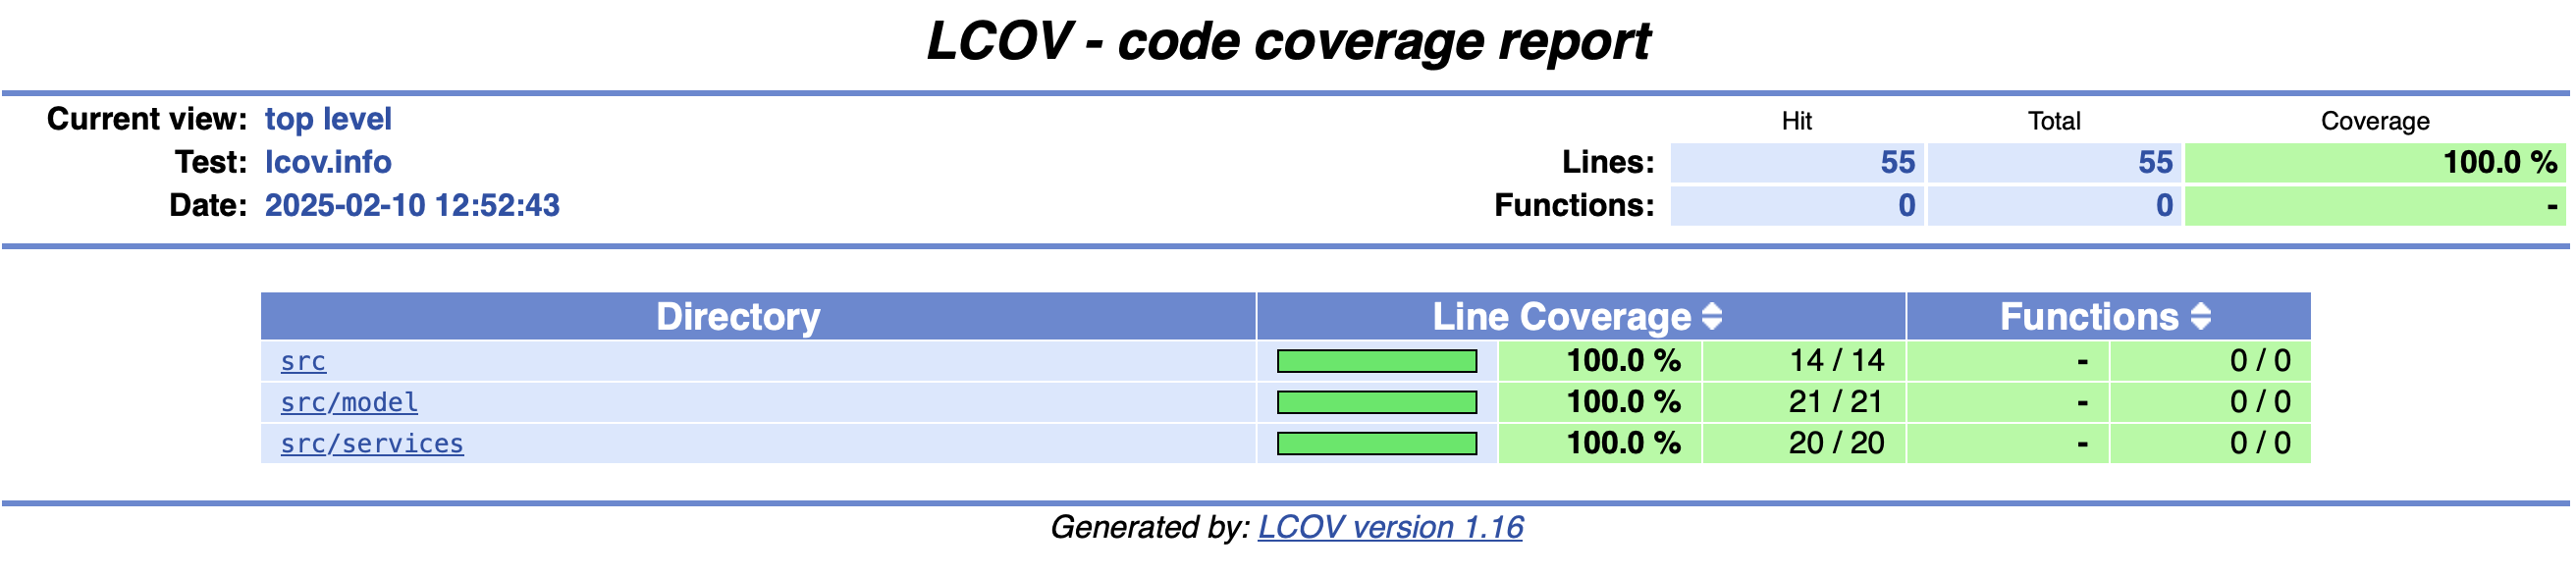 LCOV - code coverage report
Current view: top level
Hit Total Coverage
Test: lcov.info
Lines: 55 55 100.0 %
Date: 2025-02-10 12:52:43
Functions: 0 0 -
Directory Line Coverage Functions
src 100.0 % 14 / 14 - 0 / 0
src/model 100.0 % 21 / 21 - 0 / 0
src/services 100.0 % 20 / 20 - 0 / 0
Generated by: LCOV version 1.16